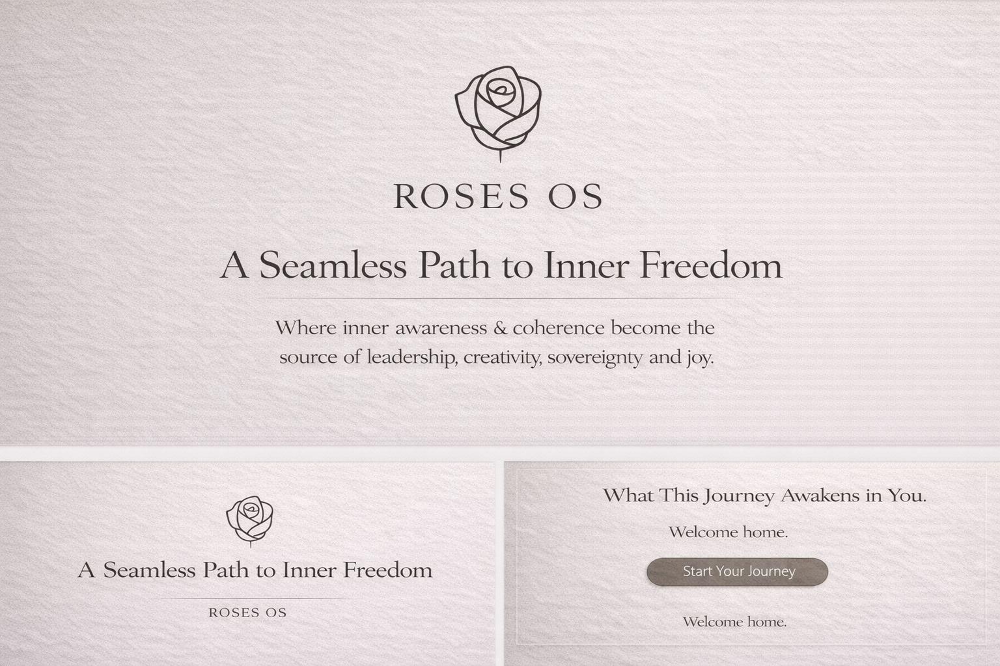 ROSES OS
A Seamless Path to Inner Freedom
Where inner awareness & coherence become the
source of leadership, creativity, sovereignty and joy.
A Seamless Path to Inner Freedom
ROSES OS
What This Journey Awakens in You.
Welcome home.
Start Your Journey
Welcome home.